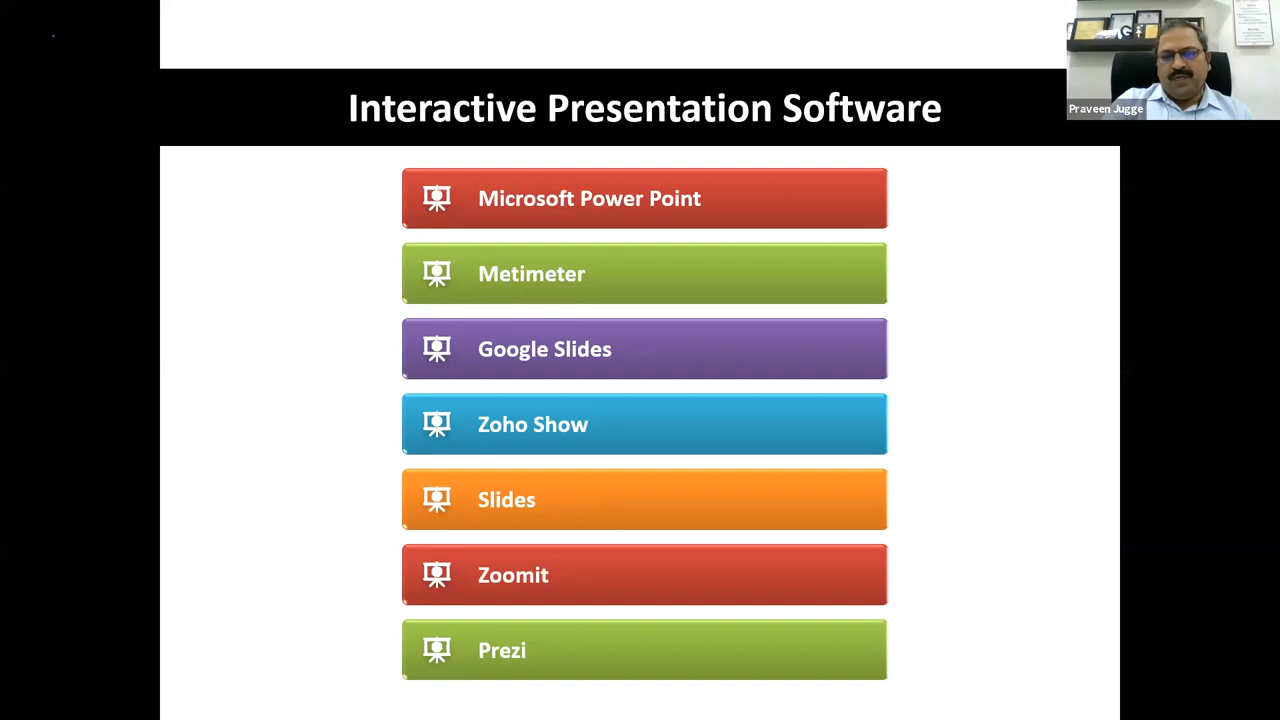 Interactive Presentation Software
Praveen Jugge
Microsoft Power Point
Metimeter
Google Slides
Zoho Show
Slides
Zoomit
Prezi